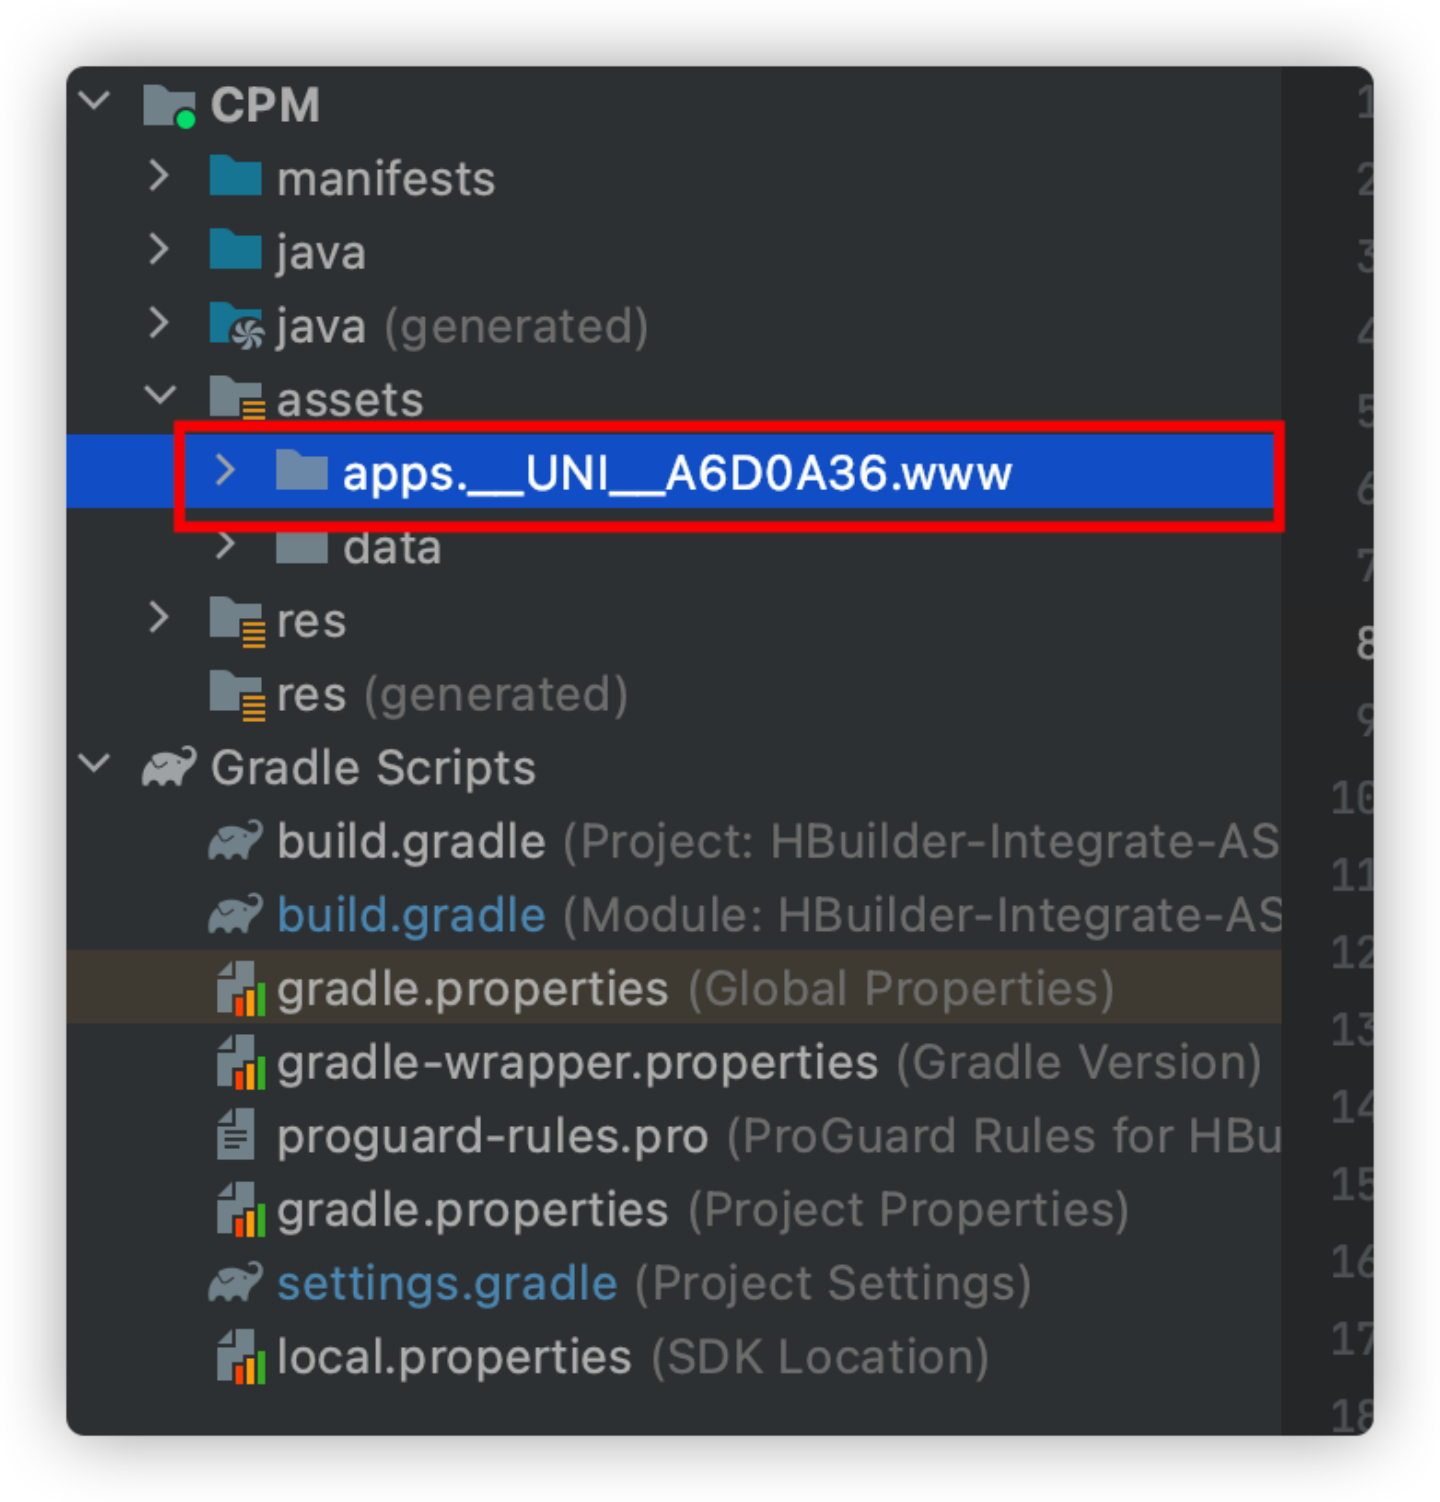 CPM
manifests
java
java (generated)
assets
apps.__UNI__A6D0A36.www
data
res
res (generated)
Gradle Scripts
build.gradle (Project: HBuilder-Integrate-AS
build.gradle (Module: HBuilder-Integrate-AS
gradle.properties (Global Properties)
gradle-wrapper.properties (Gradle Version)
proguard-rules.pro (ProGuard Rules for HBu
gradle.properties (Project Properties)
settings.gradle (Project Settings)
local.properties (SDK Location)
1
2
3
4
5
6
7
8
9
10
11
12
13
14
15
16
17
18